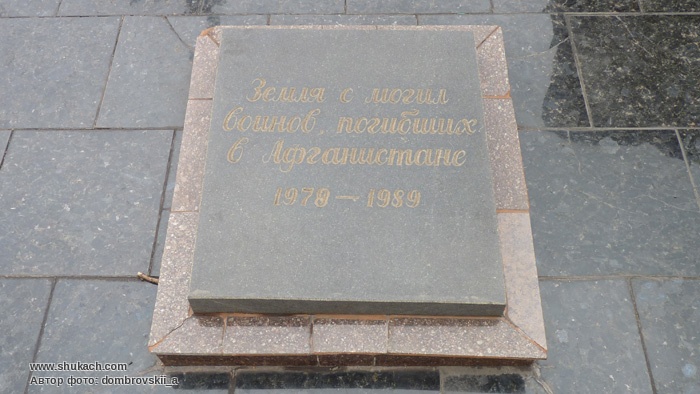 Земля с могил
воинов, погибших
в Афганистане
1979 — 1989
www.shukach.com
Автор фото: dombrovskii_a